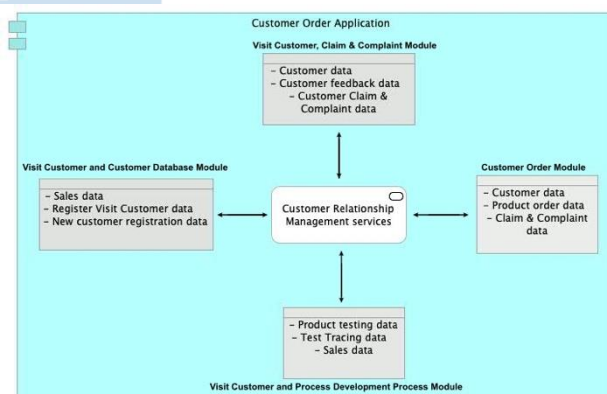 Customer Order Application
Visit Customer, Claim & Complaint Module
- Customer data
- Customer feedback data
- Customer Claim &
Complaint data
Visit Customer and Customer Database Module
- Sales data
- Register Visit Customer data
- New customer registration data
Customer Relationship
Management services
Customer Order Module
- Customer data
- Product order data
- Claim & Complaint
data
- Product testing data
- Test Tracing data
- Sales data
Visit Customer and Process Development Process Module